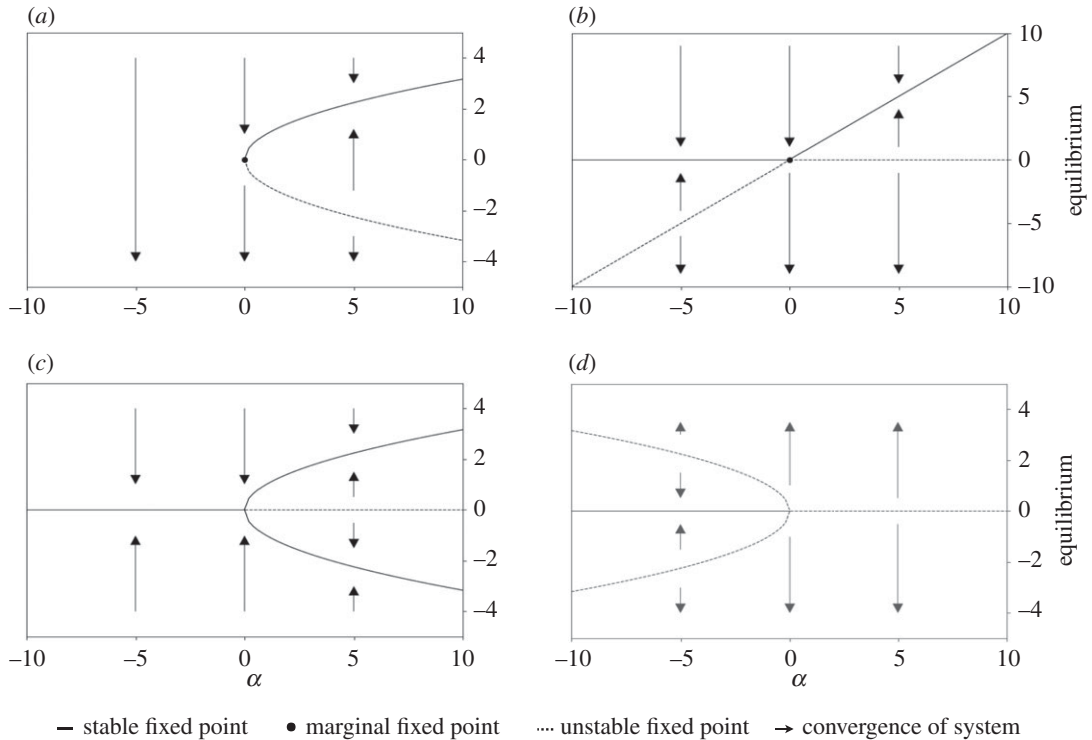 (a)
4
2
0
−2
−4
−10 −5 0 5 10
(b)
10
5
0
−5
−10
equilibrium
−10 −5 0 5 10
(c)
4
2
0
−2
−4
−10 −5 0 5 10
α
(d)
4
2
0
−2
−4
equilibrium
−10 −5 0 5 10
α
stable fixed point marginal fixed point unstable fixed point convergence of system